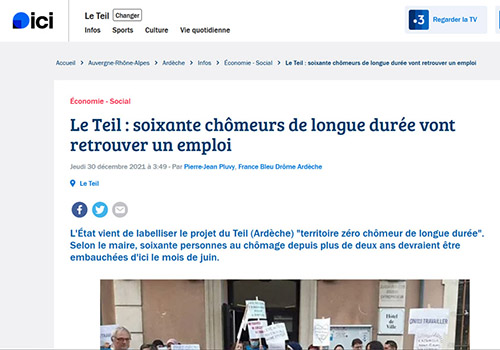 ici
Le Teil Changer
Infos Sports Culture Vie quotidienne
3 Regarder la TV
Accueil > Auvergne-Rhône-Alpes > Ardèche > Infos > Économie - Social > Le Teil : soixante chômeurs de longue durée vont retrouver un emploi
Économie - Social
Le Teil : soixante chômeurs de longue durée vont
retrouver un emploi
Jeudi 30 décembre 2021 à 3:49 - Par Pierre-Jean Pluvy, France Bleu Drôme Ardèche
Le Teil
L'État vient de labelliser le projet du Teil (Ardèche) "territoire zéro chômeur de longue durée".
Selon le maire, soixante personnes au chômage depuis plus de deux ans devraient être
embauchées d'ici le mois de juin.
Hôtel
de Ville